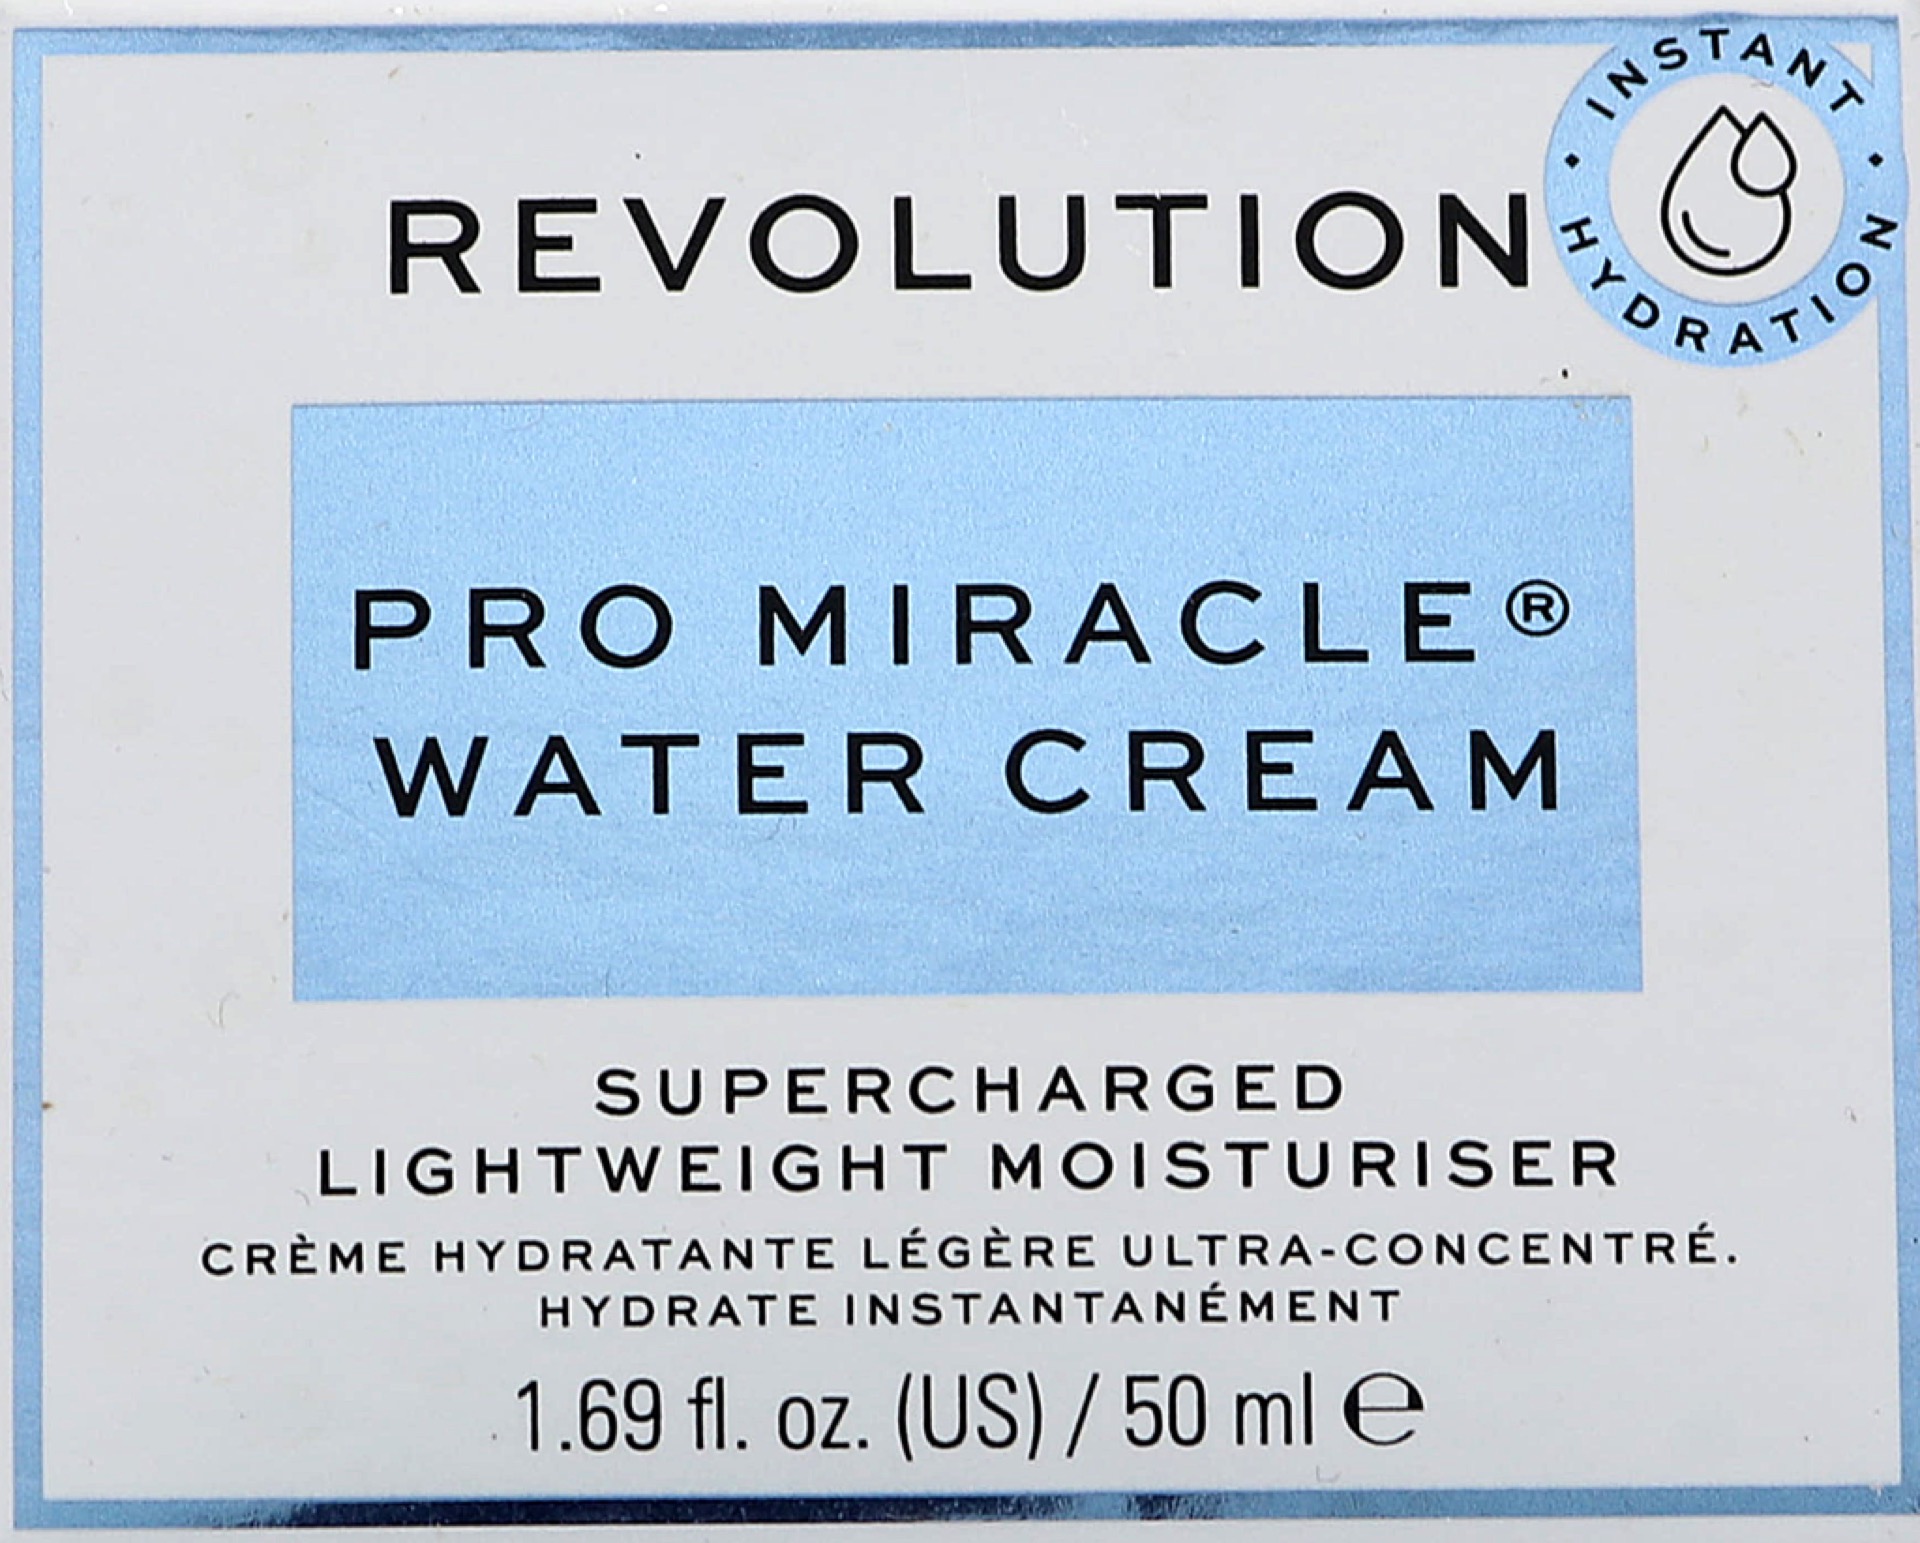 INSTANT HYDRATION
REVOLUTION
PRO MIRACLE®
WATER CREAM
SUPERCHARGED
LIGHTWEIGHT MOISTURISER
CRÈME HYDRATANTE LÉGÈRE ULTRA-CONCENTRÉ.
HYDRATE INSTANTANÉMENT
1.69 fl. oz. (US) / 50 ml ℮